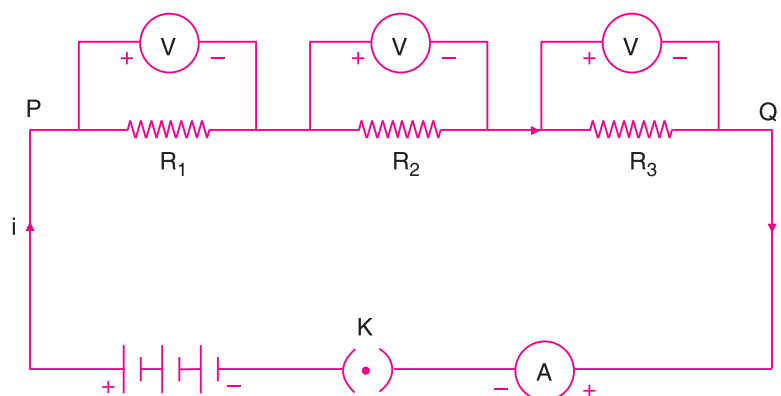 V V V
+ − + − + −
P Q
R₁ R₂ R₃
i
K
+ − − A +